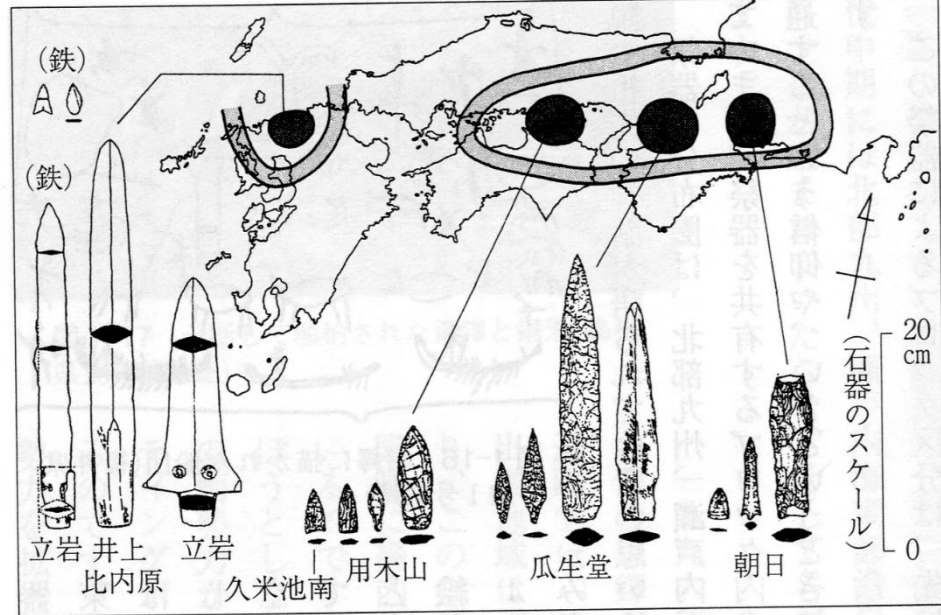 (鉄)
(鉄)
20
cm
(石器のスケール)
0
立岩 井上 立岩
比内原
久米池南
用木山
瓜生堂
朝日